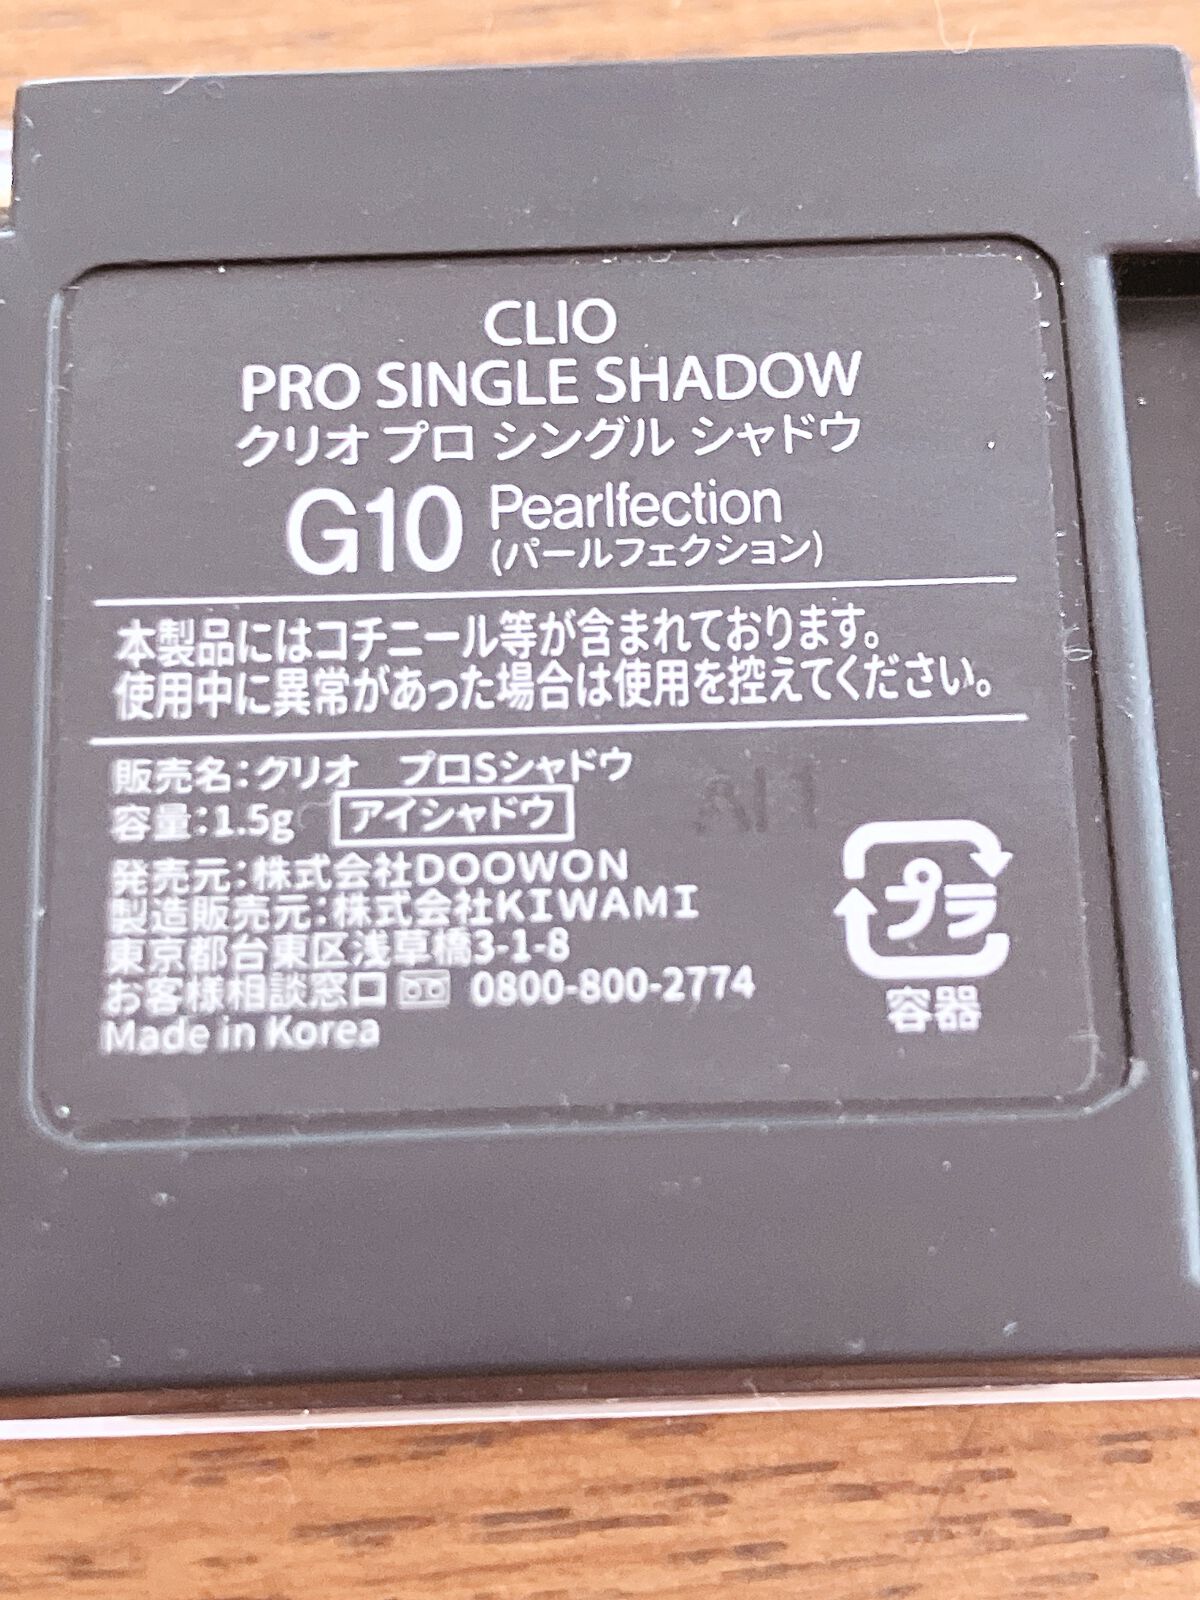 CLIO
PRO SINGLE SHADOW
クリオ プロ シングル シャドウ
G10 Pearlfection
(パールフェクション)
本製品にはコチニール等が含まれております。
使用中に異常があった場合は使用を控えてください。
販売名:クリオ　プロSシャドウ
容量:1.5g アイシャドウ
発売元:株式会社DOOWON
製造販売元:株式会社KIWAMI
東京都台東区浅草橋3-1-8
お客様相談窓口 0800-800-2774
Made in Korea
プラ
容器